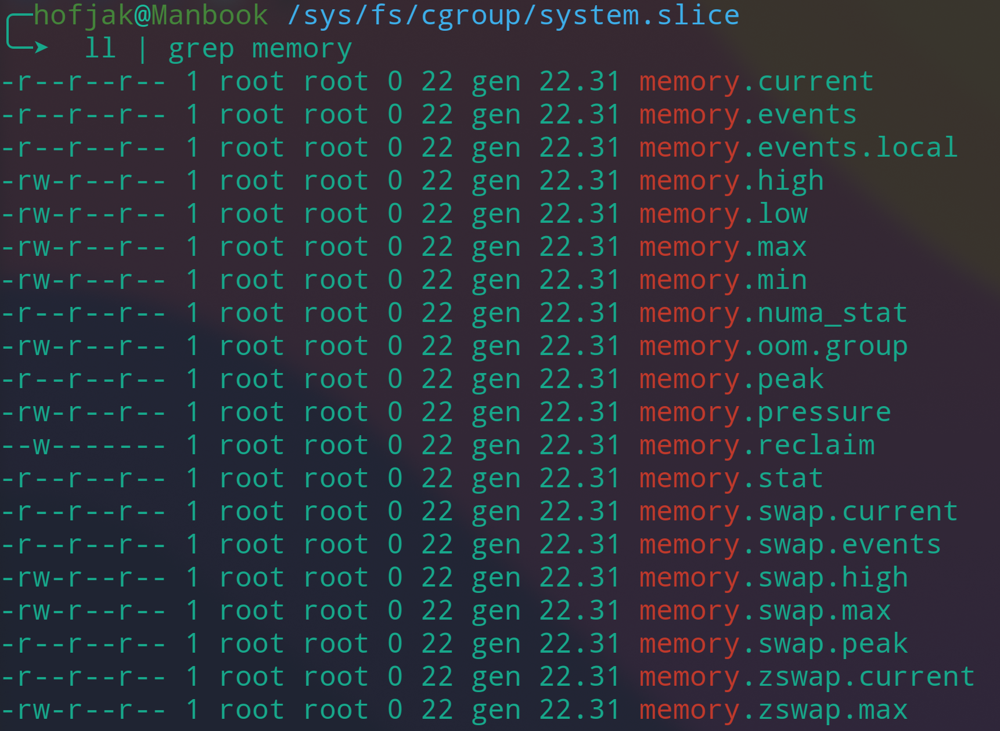 hofjak@Manbook /sys/fs/cgroup/system.slice
➤  ll | grep memory
-r--r--r-- 1 root root 0 22 gen 22.31 memory.current
-r--r--r-- 1 root root 0 22 gen 22.31 memory.events
-r--r--r-- 1 root root 0 22 gen 22.31 memory.events.local
-rw-r--r-- 1 root root 0 22 gen 22.31 memory.high
-rw-r--r-- 1 root root 0 22 gen 22.31 memory.low
-rw-r--r-- 1 root root 0 22 gen 22.31 memory.max
-rw-r--r-- 1 root root 0 22 gen 22.31 memory.min
-r--r--r-- 1 root root 0 22 gen 22.31 memory.numa_stat
-rw-r--r-- 1 root root 0 22 gen 22.31 memory.oom.group
-r--r--r-- 1 root root 0 22 gen 22.31 memory.peak
-rw-r--r-- 1 root root 0 22 gen 22.31 memory.pressure
--w------- 1 root root 0 22 gen 22.31 memory.reclaim
-r--r--r-- 1 root root 0 22 gen 22.31 memory.stat
-r--r--r-- 1 root root 0 22 gen 22.31 memory.swap.current
-r--r--r-- 1 root root 0 22 gen 22.31 memory.swap.events
-rw-r--r-- 1 root root 0 22 gen 22.31 memory.swap.high
-rw-r--r-- 1 root root 0 22 gen 22.31 memory.swap.max
-r--r--r-- 1 root root 0 22 gen 22.31 memory.swap.peak
-r--r--r-- 1 root root 0 22 gen 22.31 memory.zswap.current
-rw-r--r-- 1 root root 0 22 gen 22.31 memory.zswap.max